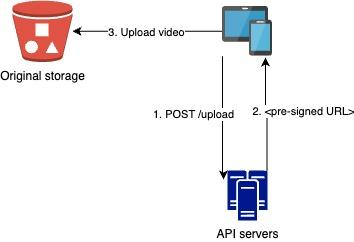 3. Upload video
Original storage
1. POST /upload
2. <pre-signed URL>
API servers